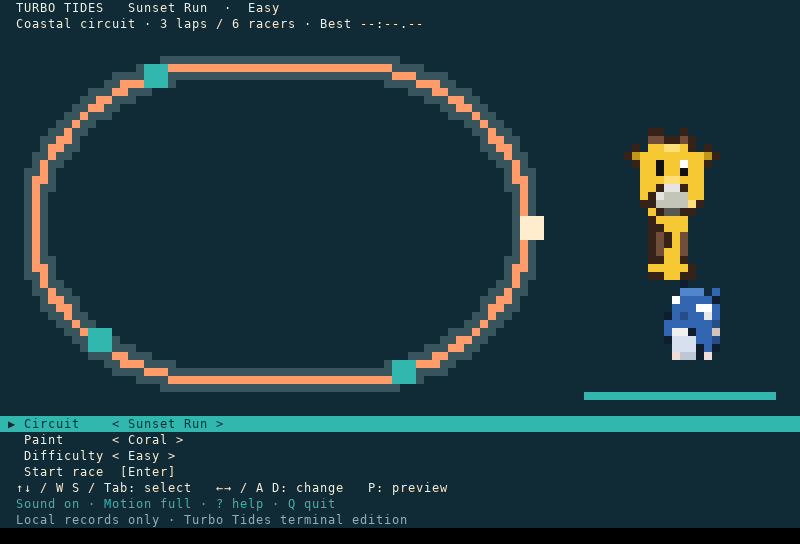 TURBO TIDES   Sunset Run  ·  Easy
Coastal circuit · 3 laps / 6 racers · Best --:--.--
▶ Circuit    < Sunset Run >
Paint      < Coral >
Difficulty < Easy >
Start race  [Enter]
↑↓ / W S / Tab: select   ←→ / A D: change   P: preview
Sound on · Motion full · ? help · Q quit
Local records only · Turbo Tides terminal edition